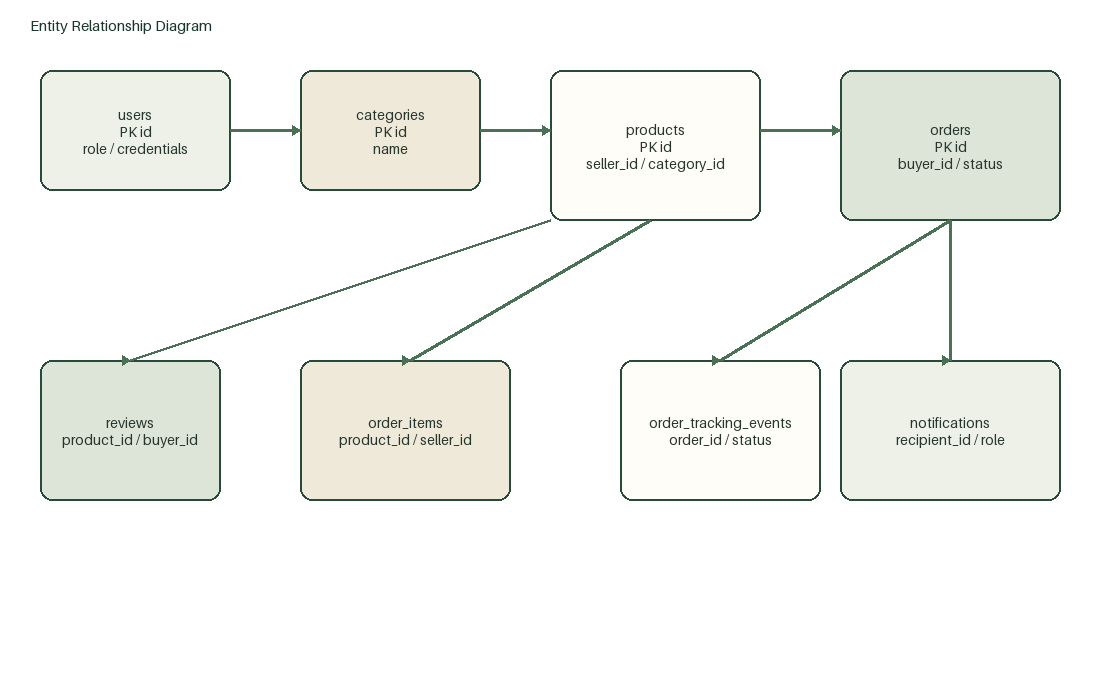 Entity Relationship Diagram
users
PK id
role / credentials
categories
PK id
name
products
PK id
seller_id / category_id
orders
PK id
buyer_id / status
reviews
product_id / buyer_id
order_items
product_id / seller_id
order_tracking_events
order_id / status
notifications
recipient_id / role